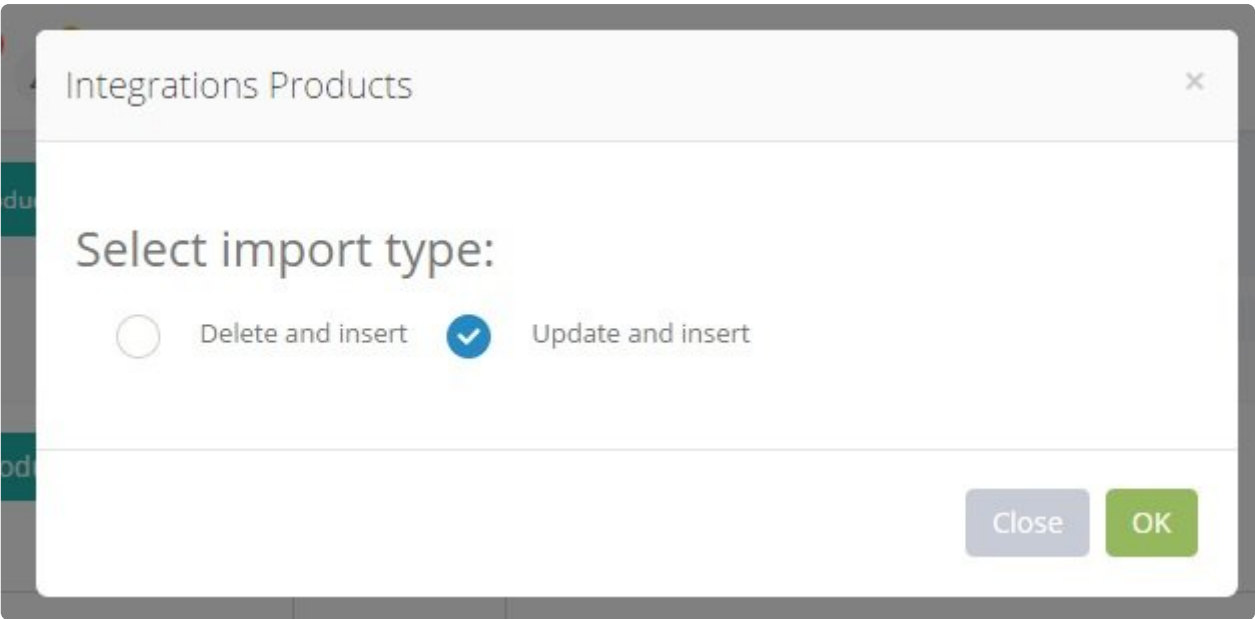 Integrations Products
×
Select import type:
Delete and insert Update and insert
Close OK